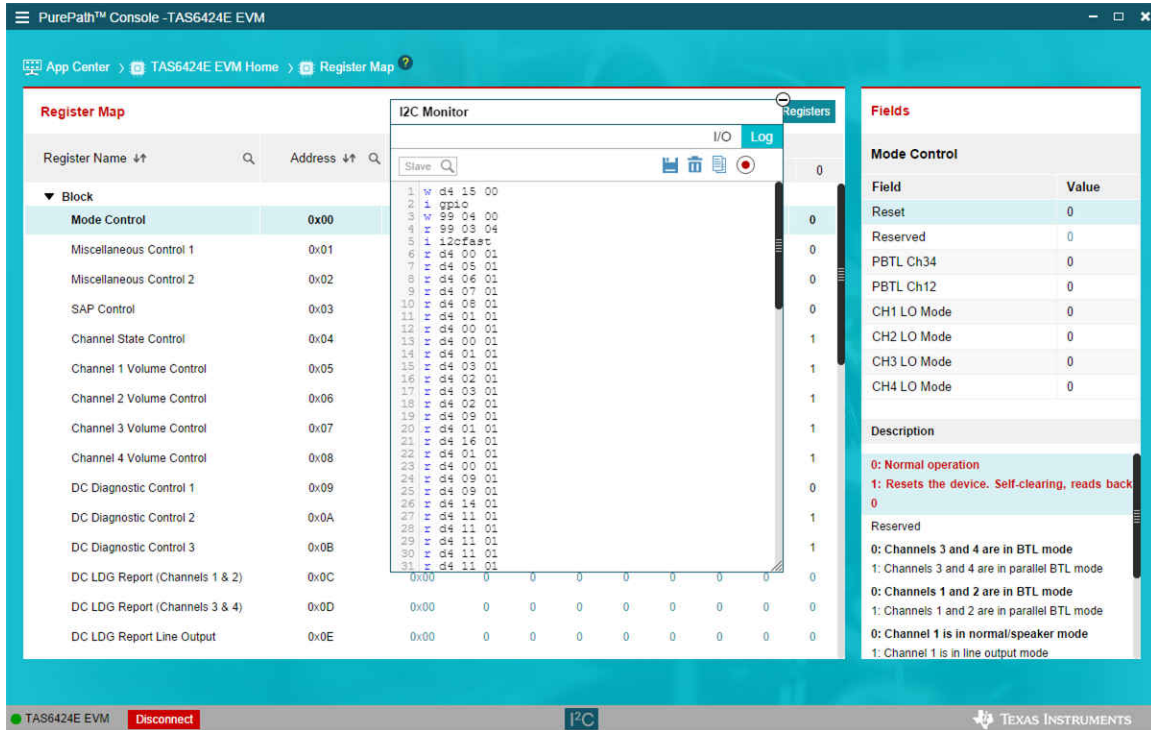 PurePath™ Console -TAS6424E EVM
App Center > TAS6424E EVM Home > Register Map ?
Register Map
Registers
Register Name
Address
0
Block
Mode Control 0x00 0
Miscellaneous Control 1 0x01 0
Miscellaneous Control 2 0x02 0
SAP Control 0x03 0
Channel State Control 0x04 1
Channel 1 Volume Control 0x05 1
Channel 2 Volume Control 0x06 1
Channel 3 Volume Control 0x07 1
Channel 4 Volume Control 0x08 1
DC Diagnostic Control 1 0x09 0
DC Diagnostic Control 2 0x0A 1
DC Diagnostic Control 3 0x0B 1
DC LDG Report (Channels 1 & 2) 0x0C 0x00 0 0 0 0 0 0 0 0
DC LDG Report (Channels 3 & 4) 0x0D 0x00 0 0 0 0 0 0 0 0
DC LDG Report Line Output 0x0E 0x00 0 0 0 0 0 0 0 0
I2C Monitor
I/O Log
Slave
1 w d4 15 00
2 i gpio
3 w 99 04 00
4 r 99 03 04
5 i i2cfast
6 r d4 00 01
7 r d4 05 01
8 r d4 06 01
9 r d4 07 01
10 r d4 08 01
11 r d4 01 01
12 r d4 00 01
13 r d4 00 01
14 r d4 01 01
15 r d4 03 01
16 r d4 02 01
17 r d4 03 01
18 r d4 02 01
19 r d4 09 01
20 r d4 01 01
21 r d4 16 01
22 r d4 01 01
23 r d4 00 01
24 r d4 09 01
25 r d4 09 01
26 r d4 14 01
27 r d4 11 01
28 r d4 11 01
29 r d4 11 01
30 r d4 11 01
31 r d4 11 01
Fields
Mode Control
Field Value
Reset 0
Reserved 0
PBTL Ch34 0
PBTL Ch12 0
CH1 LO Mode 0
CH2 LO Mode 0
CH3 LO Mode 0
CH4 LO Mode 0
Description
0: Normal operation
1: Resets the device. Self-clearing, reads back
0
Reserved
0: Channels 3 and 4 are in BTL mode
1: Channels 3 and 4 are in parallel BTL mode
0: Channels 1 and 2 are in BTL mode
1: Channels 1 and 2 are in parallel BTL mode
0: Channel 1 is in normal/speaker mode
1: Channel 1 is in line output mode
TAS6424E EVM Disconnect
I²C
TEXAS INSTRUMENTS